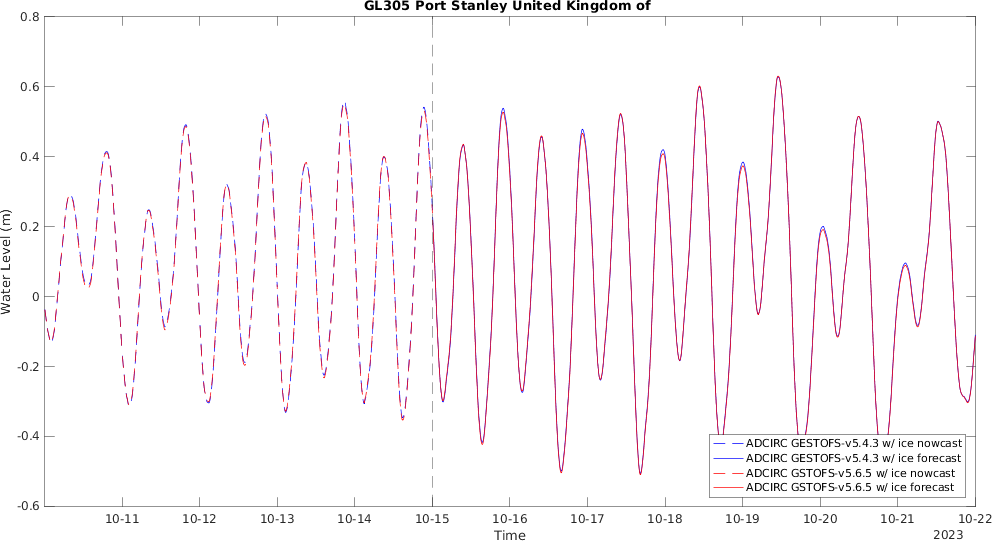 GL305 Port Stanley United Kingdom of
Water Level (m)
0.8
0.6
0.4
0.2
0
-0.2
-0.4
-0.6
ADCIRC GESTOFS-v5.4.3 w/ ice nowcast
ADCIRC GESTOFS-v5.4.3 w/ ice forecast
ADCIRC GSTOFS-v5.6.5 w/ ice nowcast
ADCIRC GSTOFS-v5.6.5 w/ ice forecast
10-11 10-12 10-13 10-14 10-15 10-16 10-17 10-18 10-19 10-20 10-21 10-22
Time
2023